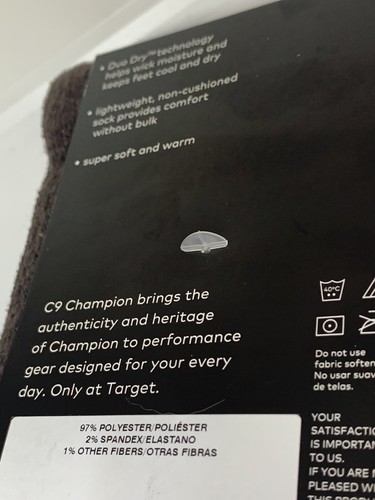 • Duo Dry™ technology
helps wick moisture and
keeps feet cool and dry
• lightweight, non-cushioned
sock provides comfort
without bulk
• super soft and warm
C9 Champion brings the
authenticity and heritage
of Champion to performance
gear designed for your every
day. Only at Target.
97% POLYESTER/POLIÉSTER
2% SPANDEX/ELASTANO
1% OTHER FIBERS/OTRAS FIBRAS
40°C
Do not use
fabric soften
No usar suav
de telas.
YOUR
SATISFACTIO
IS IMPORTAN
TO US.
IF YOU ARE
PLEASED WI
THIS PRODU